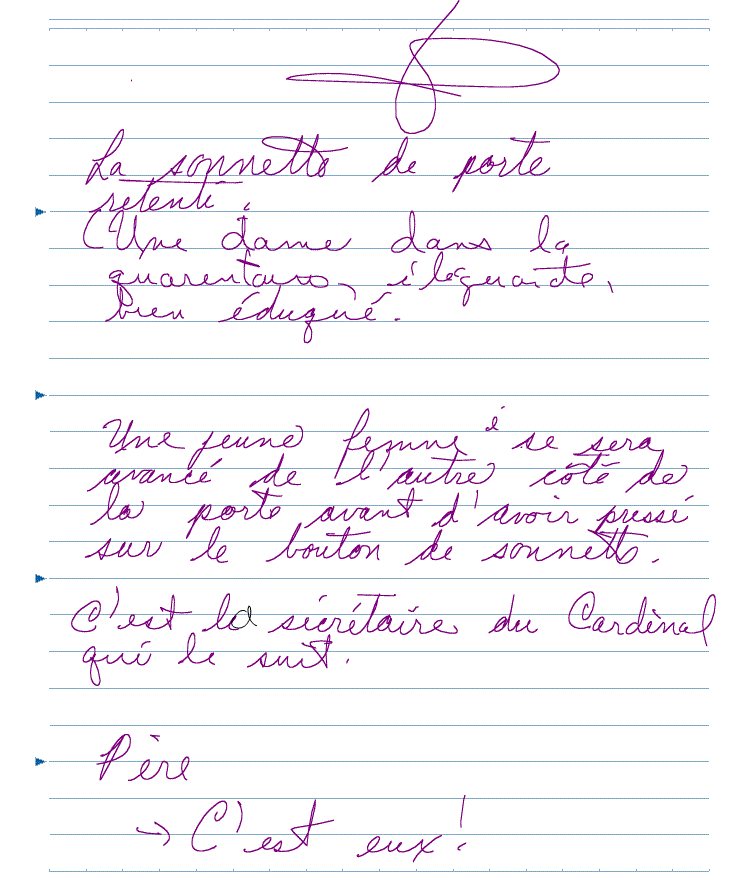 La sonnette de porte
retenti.
(Une dame dans la
quarentaine, éléguante,
bien éduqué.
Une jeune femme se sera
avancé de l'autre côté de
la porte avant d'avoir pressé
sur le bouton de sonnette.
C'est la sécrétaire du Cardinal
qui le suit.
Père
→ C'est eux!